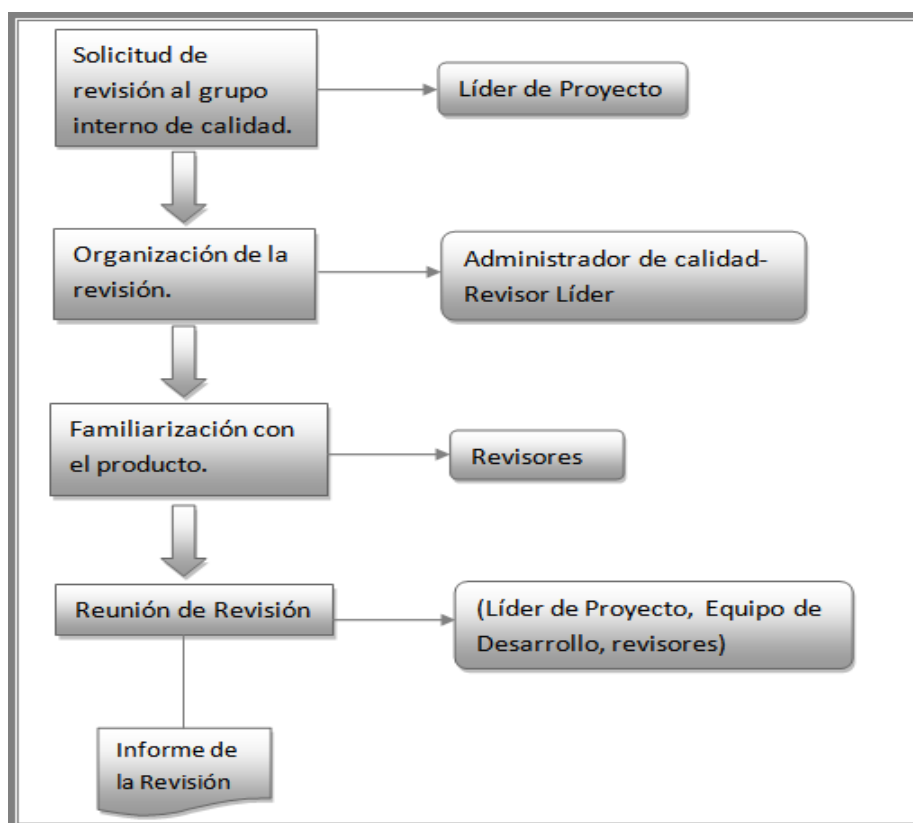 Solicitud de
revisión al grupo
interno de calidad.
Líder de Proyecto
Organización de la
revisión.
Administrador de calidad-
Revisor Líder
Familiarización con
el producto.
Revisores
Reunión de Revisión
(Líder de Proyecto, Equipo de
Desarrollo, revisores)
Informe de
la Revisión